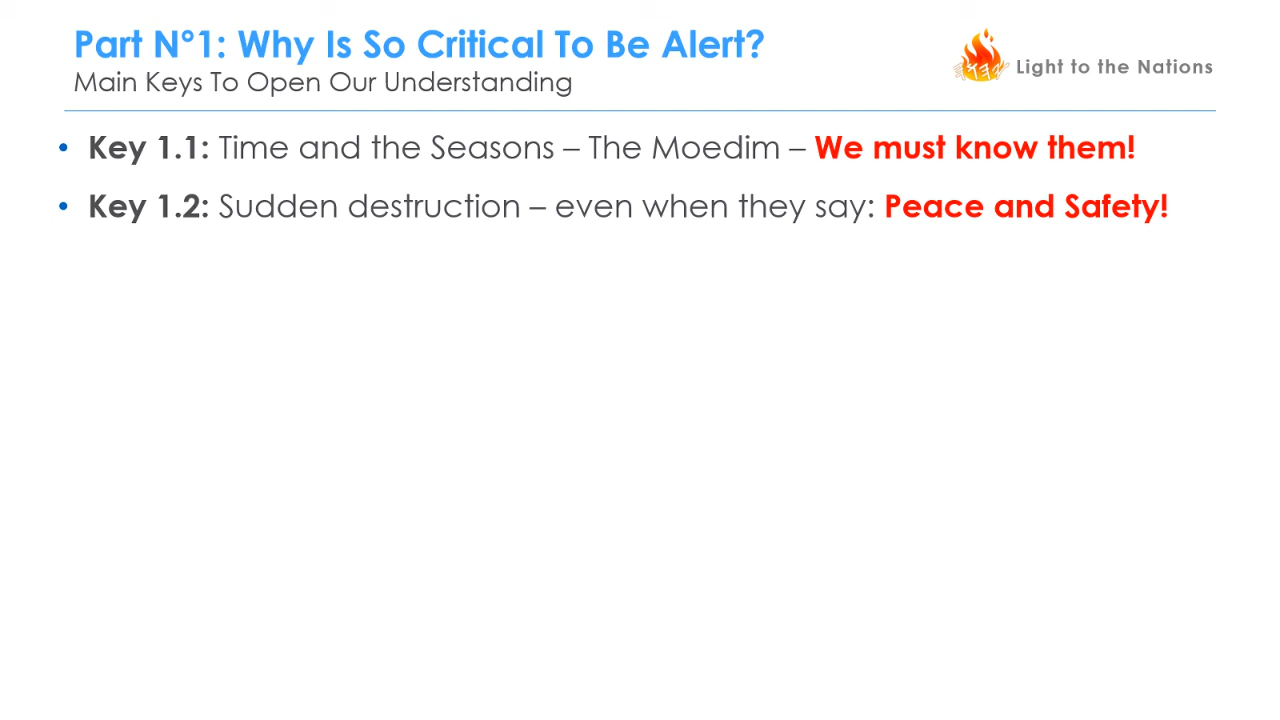 Part N°1: Why Is So Critical To Be Alert?
Main Keys To Open Our Understanding
Light to the Nations
• Key 1.1: Time and the Seasons – The Moedim – We must know them!
• Key 1.2: Sudden destruction – even when they say: Peace and Safety!